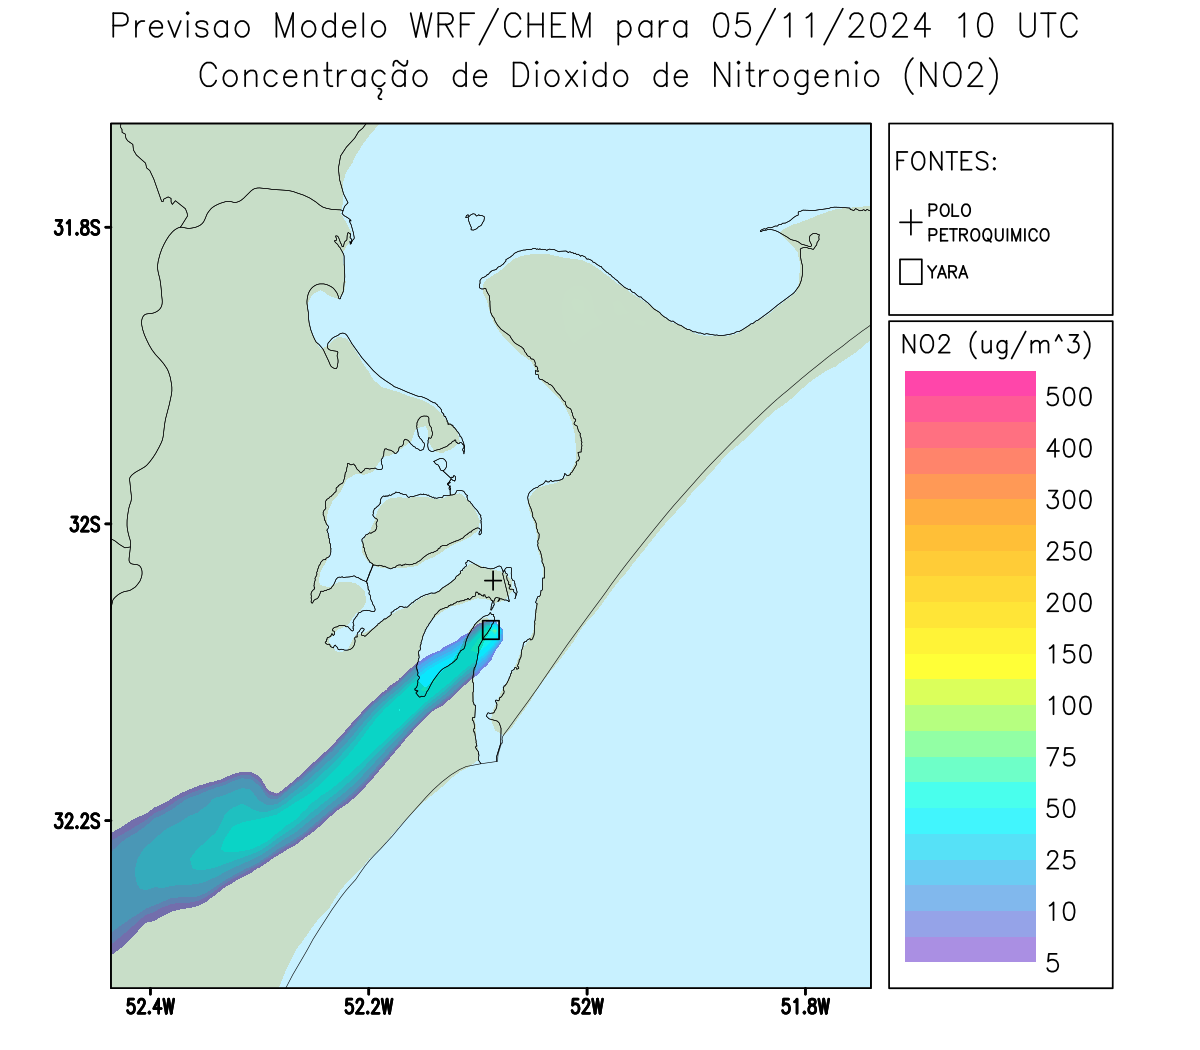 Previsao Modelo WRF/CHEM para 05/11/2024 10 UTC
Concentração de Dioxido de Nitrogenio (NO2)
FONTES:
POLO
PETROQUIMICO
YARA
NO2 (ug/m^3)
500
400
300
250
200
150
100
75
50
25
10
5
31.8S
32S
32.2S
52.4W
52.2W
52W
51.8W